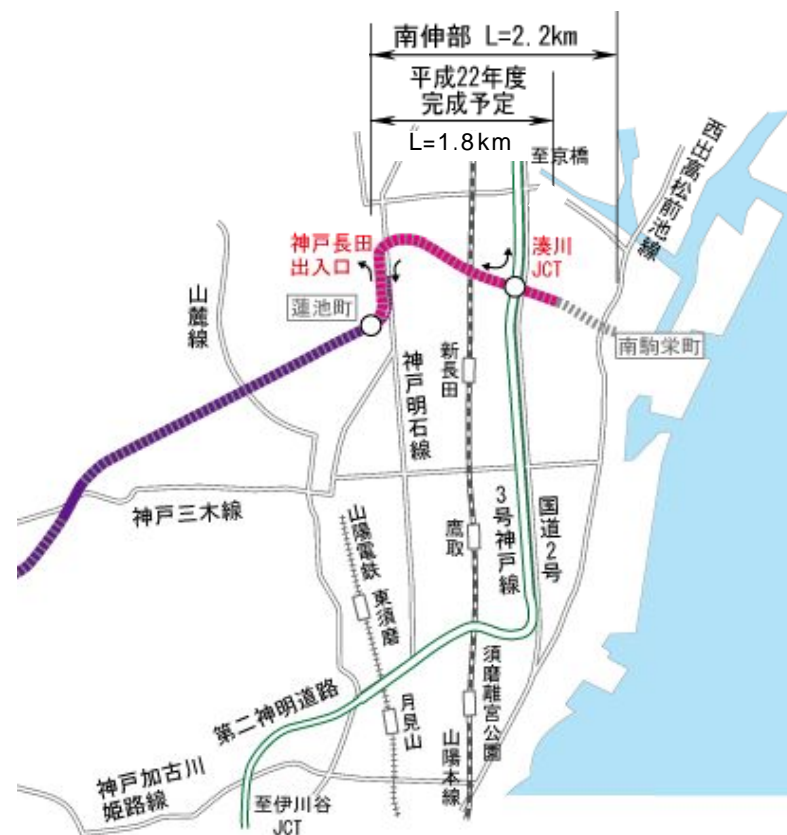 南伸部 L=2.2km
平成22年度
完成予定
L=1.8km
至京橋
西出高松前池線
神戸長田
出入口
湊川
JCT
蓮池町
山麓線
南駒栄町
新長田
神戸明石線
神戸三木線
3号神戸線
国道2号
山陽電鉄
鷹取
東須磨
須磨離宮公園
第二神明道路
月見山
山陽本線
神戸加古川
姫路線
至伊川谷
JCT